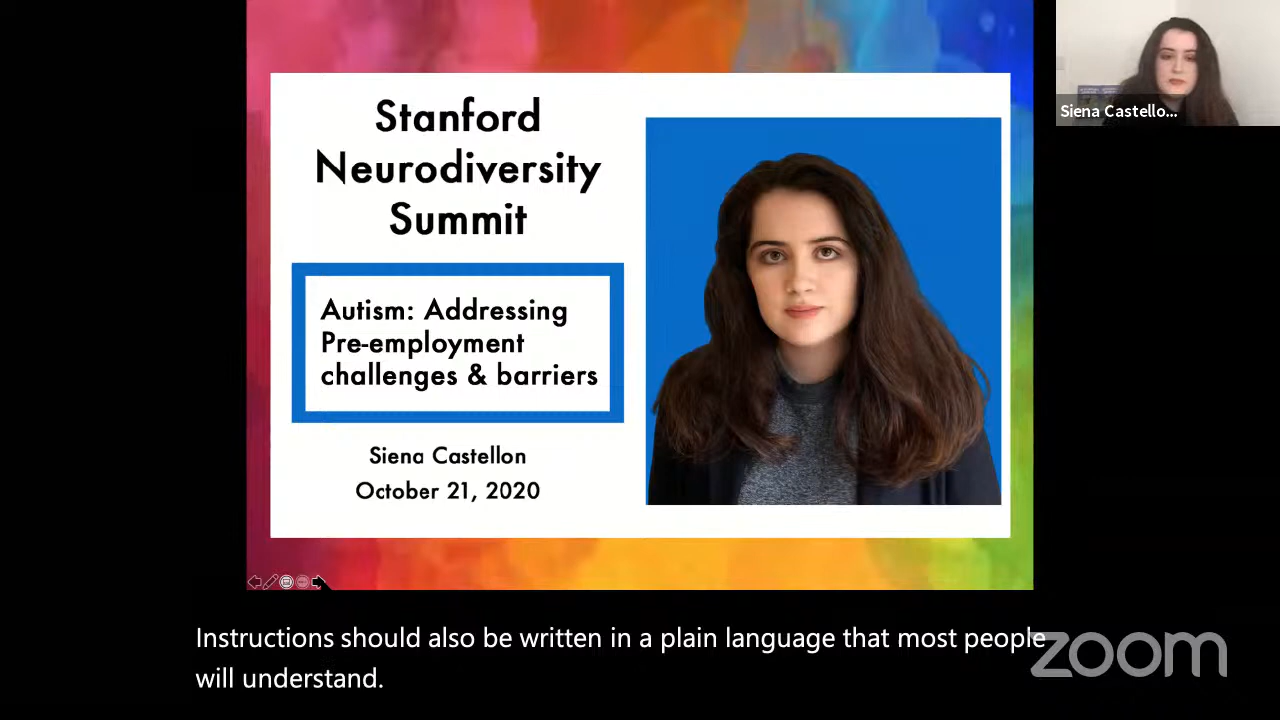 Stanford
Neurodiversity
Summit
Autism: Addressing
Pre-employment
challenges & barriers
Siena Castellon
October 21, 2020
Siena Castello...
Instructions should also be written in a plain language that most people
will understand.
zoom